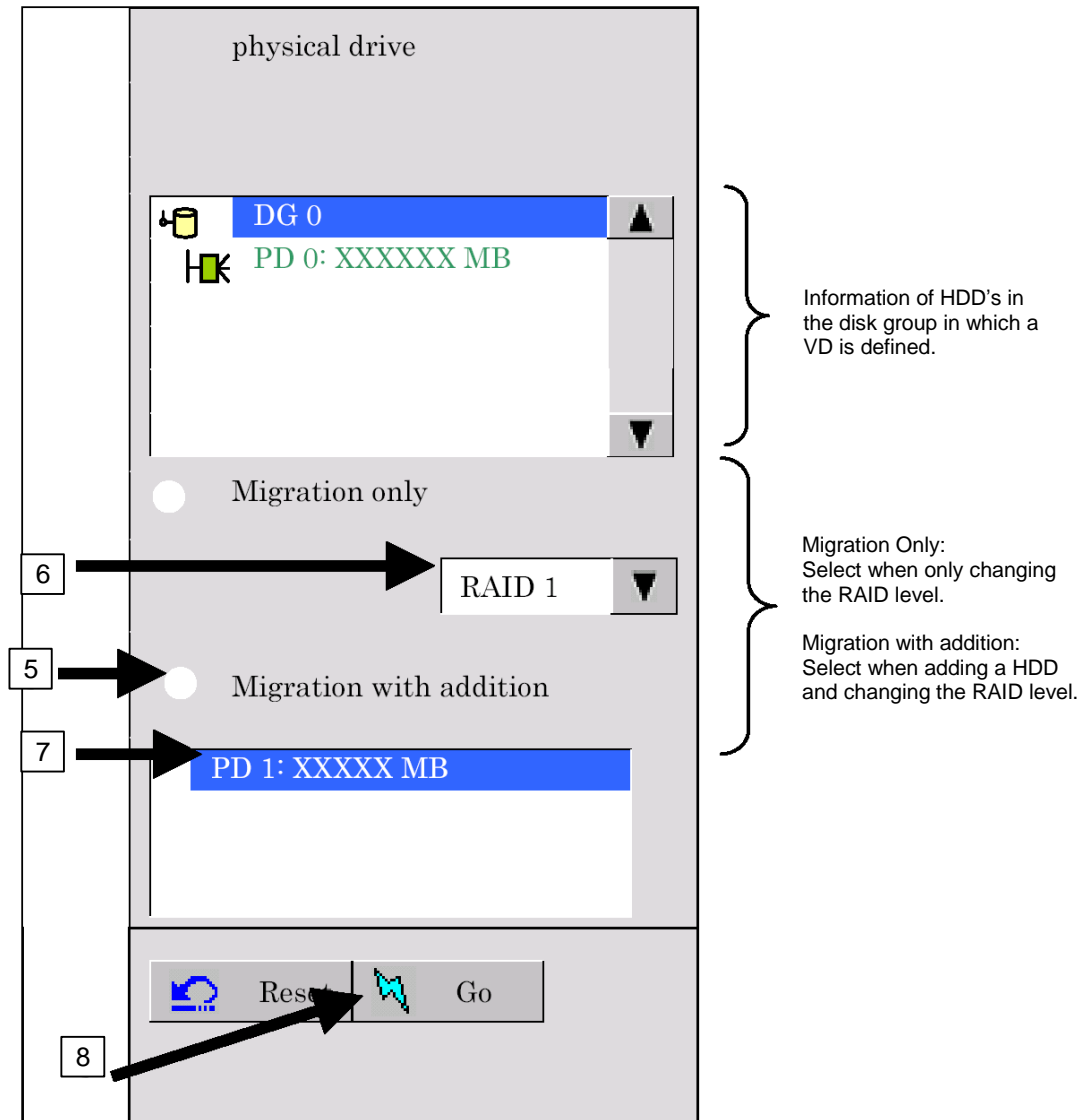 physical drive
DG 0
PD 0: XXXXXX MB
Information of HDD's in
the disk group in which a
VD is defined.
Migration only
6
RAID 1
Migration Only:
Select when only changing
the RAID level.
5
Migration with addition
Migration with addition:
Select when adding a HDD
and changing the RAID level.
7
PD 1: XXXXX MB
Reset
Go
8